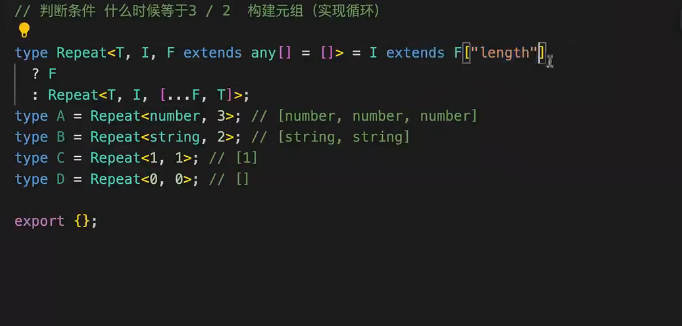 // 判断条件 什么时候等于3 / 2  构建元组（实现循环）
type Repeat<T, I, F extends any[] = []> = I extends F["length"]
  ? F
  : Repeat<T, I, [...F, T]>;
type A = Repeat<number, 3>; // [number, number, number]
type B = Repeat<string, 2>; // [string, string]
type C = Repeat<1, 1>; // [1]
type D = Repeat<0, 0>; // []
export {};